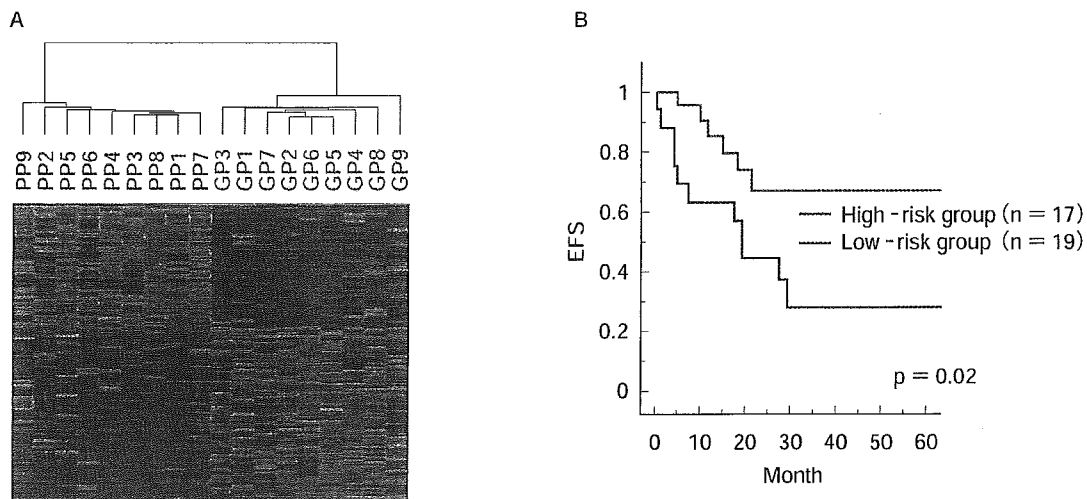 A
PP9 PP2 PP5 PP6 PP4 PP3 PP8 PP1 PP7 GP3 GP1 GP7 GP2 GP6 GP5 GP4 GP8 GP9
B
EFS
1
0.8
0.6
0.4
0.2
0
High-risk group (n = 17)
Low-risk group (n = 19)
p = 0.02
0 10 20 30 40 50 60
Month